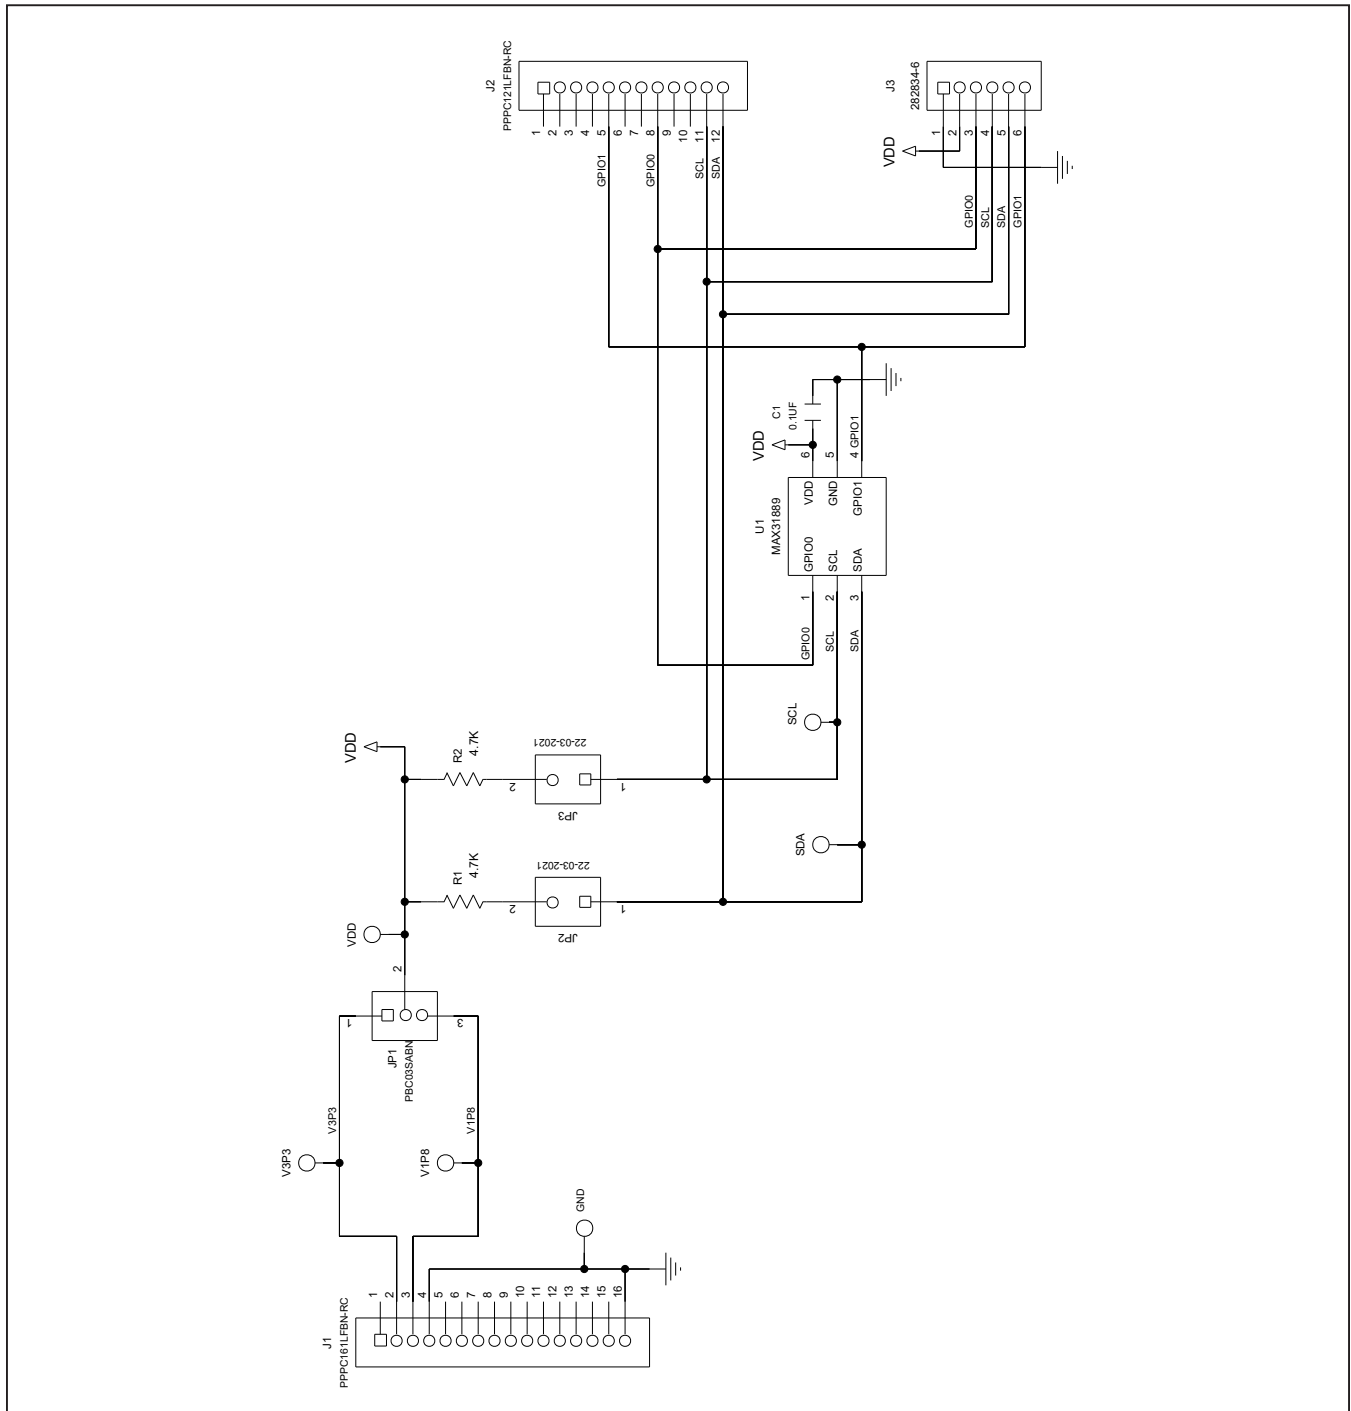 J2
PPPC121LFBN-RC
1
2
3
4
5
6
7
8
9
10
11
12
GPIO1
GPIO0
SCL
SDA
J3
282834-6
1
2
3
4
5
6
VDD
GPIO0
SCL
SDA
GPIO1
C1
0.1UF
VDD
6
5
4
GPIO1
U1
MAX31889
VDD
GND
GPIO1
GPIO0
SCL
SDA
1
2
3
GPIO0
SCL
SDA
SCL
SDA
VDD
R2
4.7K
2
22-03-2021
1
JP3
R1
4.7K
2
22-03-2021
1
JP2
VDD
2
1
3
JP1
PBC03SABN
V3P3
V1P8
V3P3
V1P8
GND
J1
PPPC161LFBN-RC
1
2
3
4
5
6
7
8
9
10
11
12
13
14
15
16